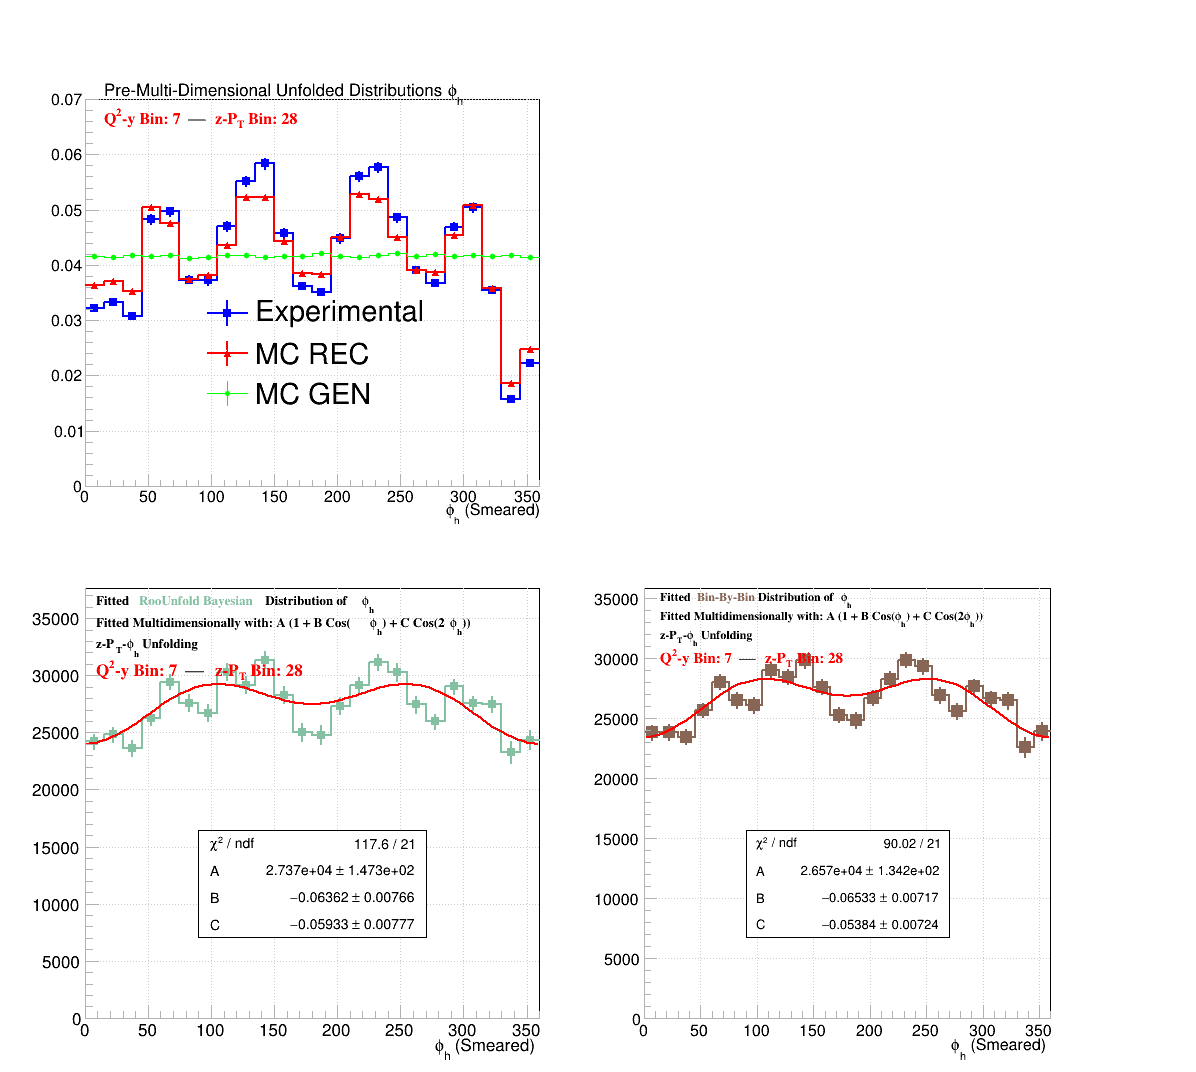 Pre-Multi-Dimensional Unfolded Distributions ϕh
Q2-y Bin: 7 — z-PT Bin: 28
0.07
0.06
0.05
0.04
0.03
0.02
0.01
0
Experimental
MC REC
MC GEN
0 50 100 150 200 250 300 350
ϕh (Smeared)
Fitted RooUnfold Bayesian Distribution of ϕh
Fitted Multidimensionally with: A (1 + B Cos( ϕh) + C Cos(2 ϕh))
z-PT-ϕh Unfolding
Q2-y Bin: 7 — z-PT Bin: 28
35000
30000
25000
20000
15000
10000
5000
0
χ2 / ndf 117.6 / 21
A 2.737e+04 ± 1.473e+02
B −0.06362 ± 0.00766
C −0.05933 ± 0.00777
0 50 100 150 200 250 300 350
ϕh (Smeared)
Fitted Bin-By-Bin Distribution of ϕh
Fitted Multidimensionally with: A (1 + B Cos(ϕh) + C Cos(2ϕh))
z-PT-ϕh Unfolding
Q2-y Bin: 7 — z-PT Bin: 28
35000
30000
25000
20000
15000
10000
5000
0
χ2 / ndf 90.02 / 21
A 2.657e+04 ± 1.342e+02
B −0.06533 ± 0.00717
C −0.05384 ± 0.00724
0 50 100 150 200 250 300 350
ϕh (Smeared)